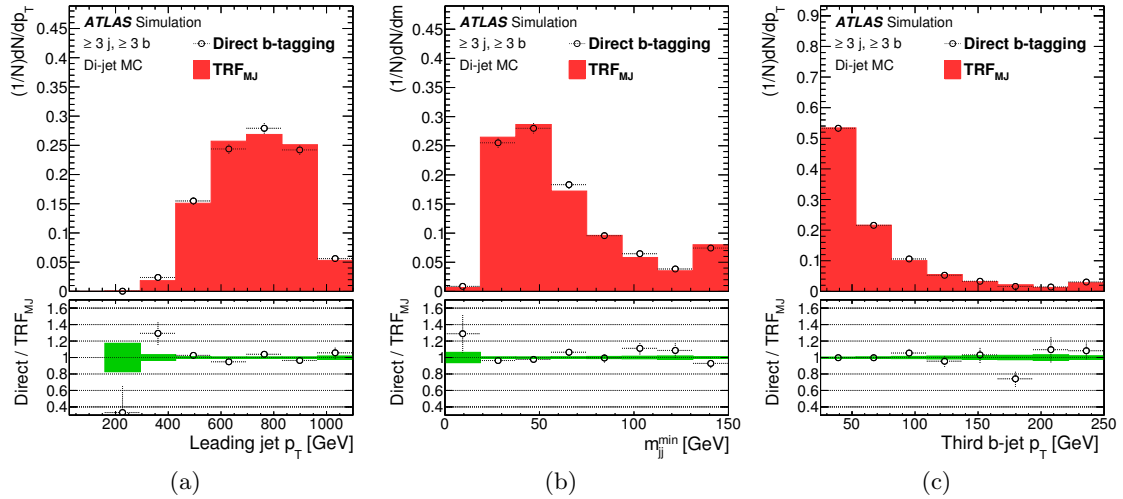 (1/N)dN/dp_T
0.45
0.4
0.35
0.3
0.25
0.2
0.15
0.1
0.05
0
ATLAS Simulation
≥ 3 j, ≥ 3 b
Di-jet MC
Direct b-tagging
TRF_MJ
Direct / TRF_MJ
1.6
1.4
1.2
1
0.8
0.6
0.4
200 400 600 800 1000
Leading jet p_T [GeV]
(a)
(1/N)dN/dm
0.45
0.4
0.35
0.3
0.25
0.2
0.15
0.1
0.05
0
ATLAS Simulation
≥ 3 j, ≥ 3 b
Di-jet MC
Direct b-tagging
TRF_MJ
Direct / TRF_MJ
1.6
1.4
1.2
1
0.8
0.6
0.4
0 50 100 150
m_jj^min [GeV]
(b)
(1/N)dN/dp_T
0.9
0.8
0.7
0.6
0.5
0.4
0.3
0.2
0.1
0
ATLAS Simulation
≥ 3 j, ≥ 3 b
Di-jet MC
Direct b-tagging
TRF_MJ
Direct / TRF_MJ
1.6
1.4
1.2
1
0.8
0.6
0.4
50 100 150 200 250
Third b-jet p_T [GeV]
(c)